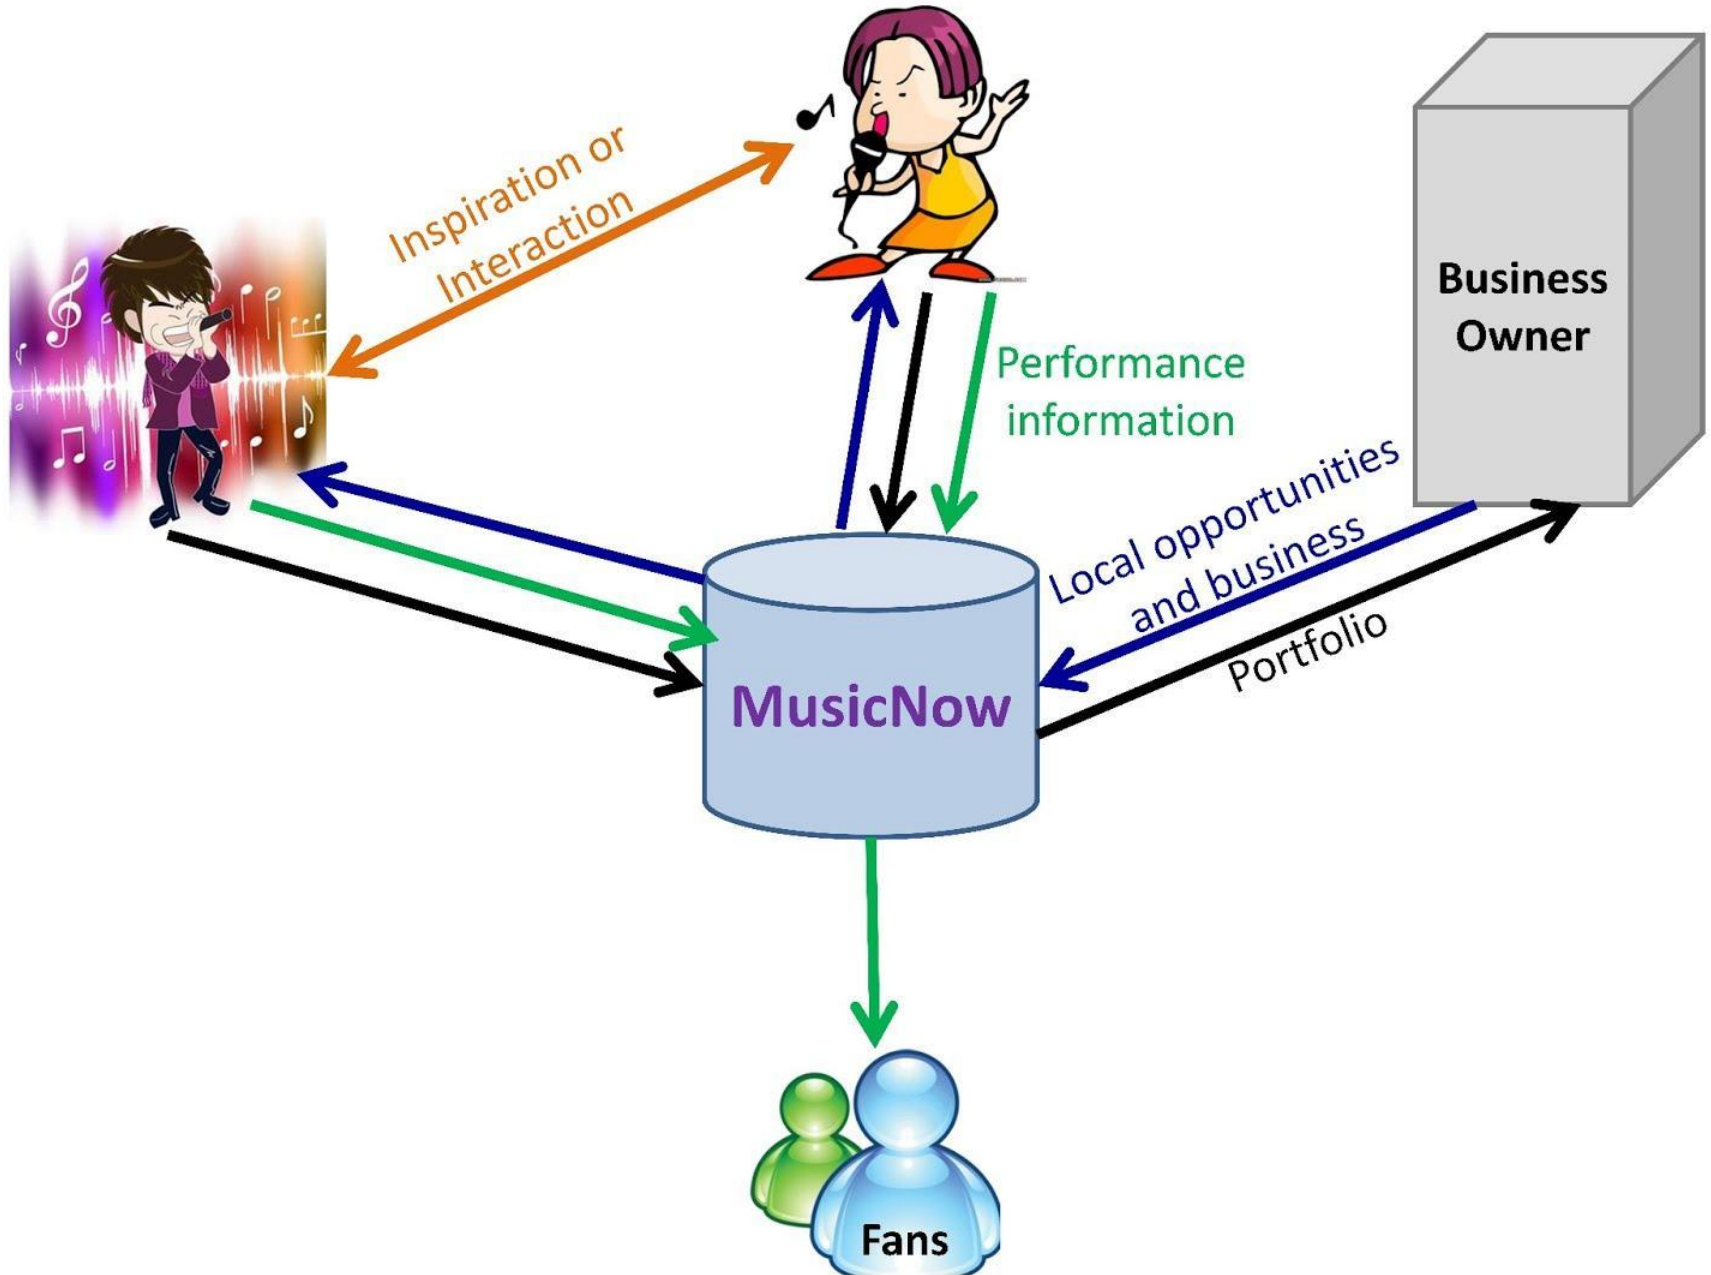 Inspiration or
Interaction
Business
Owner
Performance
information
Local opportunities
and business
Portfolio
MusicNow
Fans